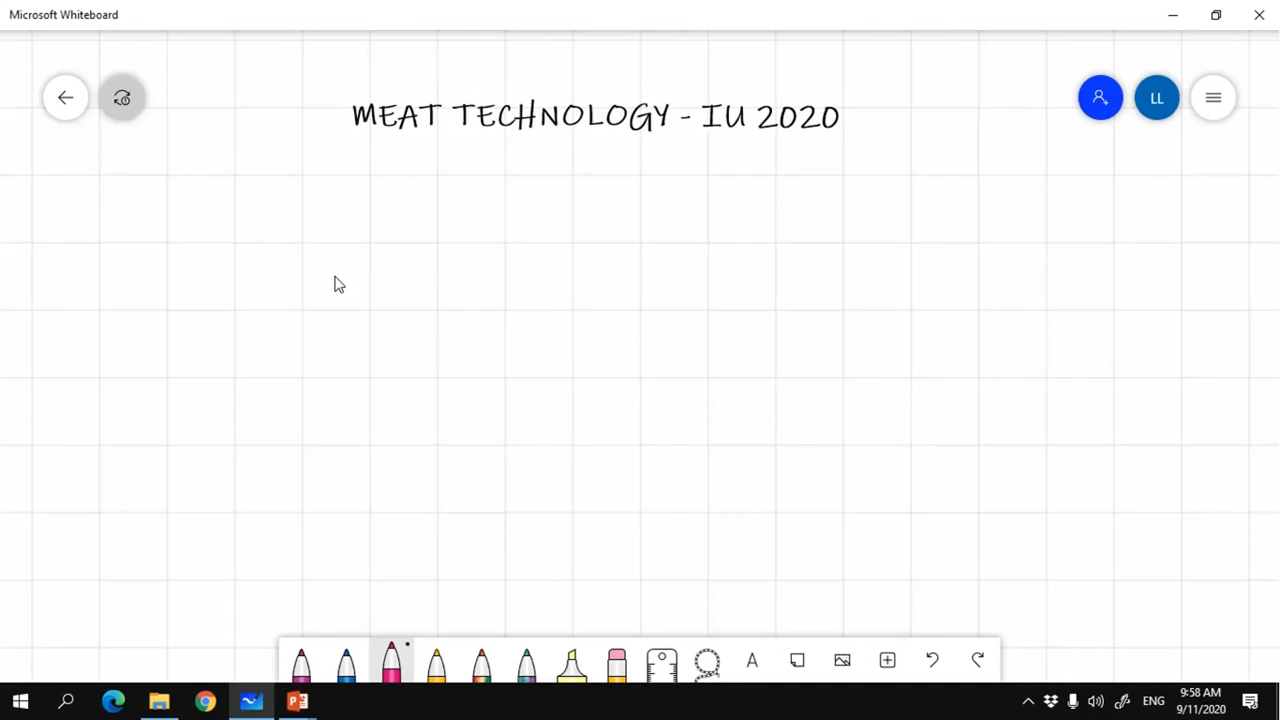 Microsoft Whiteboard
MEAT TECHNOLOGY - IU 2020
LL
A
ENG
9:58 AM
9/11/2020